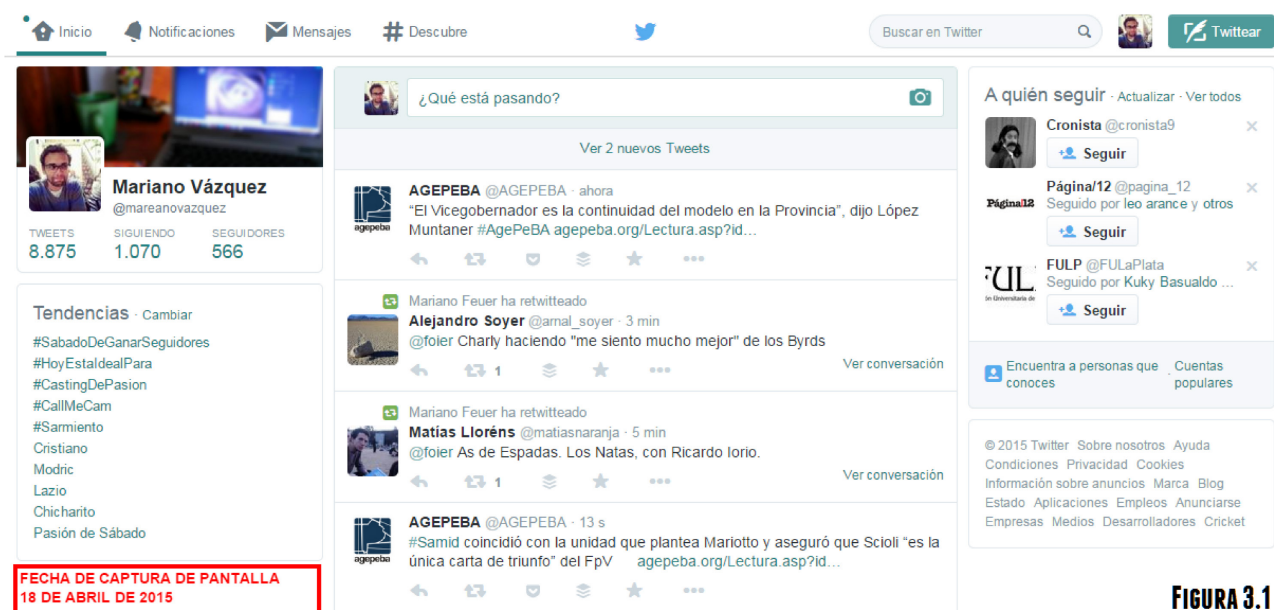 Inicio Notificaciones Mensajes # Descubre Buscar en Twitter Twittear
Mariano Vázquez
@mareanovazquez
TWEETS SIGUIENDO SEGUIDORES
8.875 1.070 566
Tendencias · Cambiar
#SabadoDeGanarSeguidores
#HoyEstaIdealPara
#CastingDePasion
#CallMeCam
#Sarmiento
Cristiano
Modric
Lazio
Chicharito
Pasión de Sábado
FECHA DE CAPTURA DE PANTALLA
18 DE ABRIL DE 2015
¿Qué está pasando?
Ver 2 nuevos Tweets
agepeba
AGEPEBA @AGEPEBA · ahora
“El Vicegobernador es la continuidad del modelo en la Provincia”, dijo López
Muntaner #AgePeBA agepeba.org/Lectura.asp?id...
Mariano Feuer ha retwitteado
Alejandro Soyer @arnal_soyer · 3 min
@foier Charly haciendo "me siento mucho mejor" de los Byrds
1 Ver conversación
Mariano Feuer ha retwitteado
Matías Lloréns @matiasnaranja · 5 min
@foier As de Espadas. Los Natas, con Ricardo Iorio.
1 Ver conversación
agepeba
AGEPEBA @AGEPEBA · 13 s
#Samid coincidió con la unidad que plantea Mariotto y aseguró que Scioli “es la
única carta de triunfo” del FpV agepeba.org/Lectura.asp?id...
A quién seguir · Actualizar · Ver todos
Cronista @cronista9
Seguir
Página/12 @pagina_12
Página12 Seguido por leo arance y otros
Seguir
FULP @FULaPlata
FUL Seguido por Kuky Basualdo ...
ón Universitaria de
Seguir
Encuentra a personas que · Cuentas
conoces populares
© 2015 Twitter Sobre nosotros Ayuda
Condiciones Privacidad Cookies
Información sobre anuncios Marca Blog
Estado Aplicaciones Empleos Anunciarse
Empresas Medios Desarrolladores Cricket
FIGURA 3.1